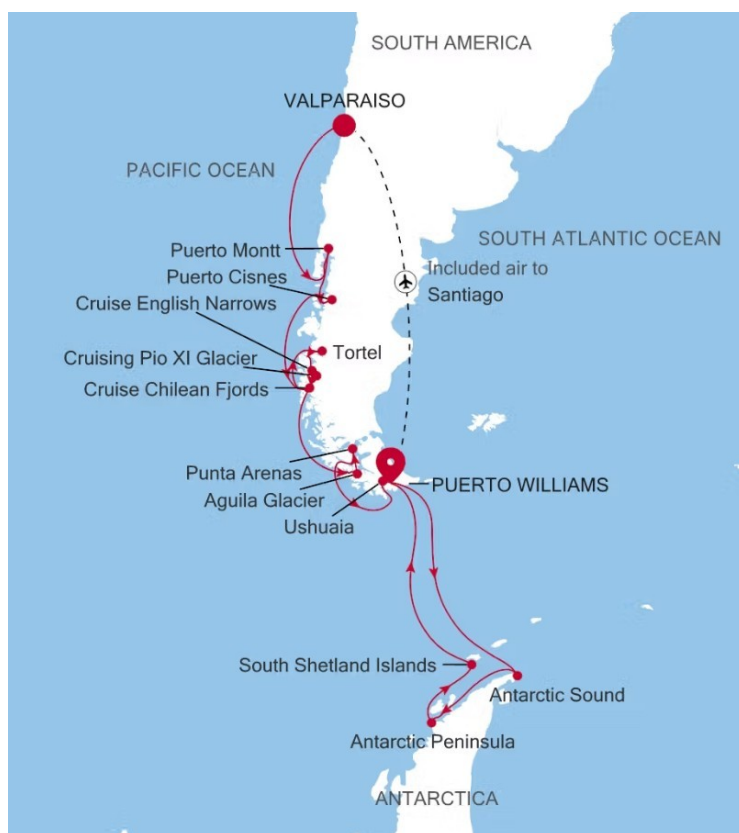 SOUTH AMERICA
VALPARAISO
PACIFIC OCEAN
SOUTH ATLANTIC OCEAN
Puerto Montt
Included air to
Santiago
Puerto Cisnes
Cruise English Narrows
Tortel
Cruising Pio XI Glacier
Cruise Chilean Fjords
Punta Arenas
PUERTO WILLIAMS
Aguila Glacier
Ushuaia
South Shetland Islands
Antarctic Sound
Antarctic Peninsula
ANTARCTICA